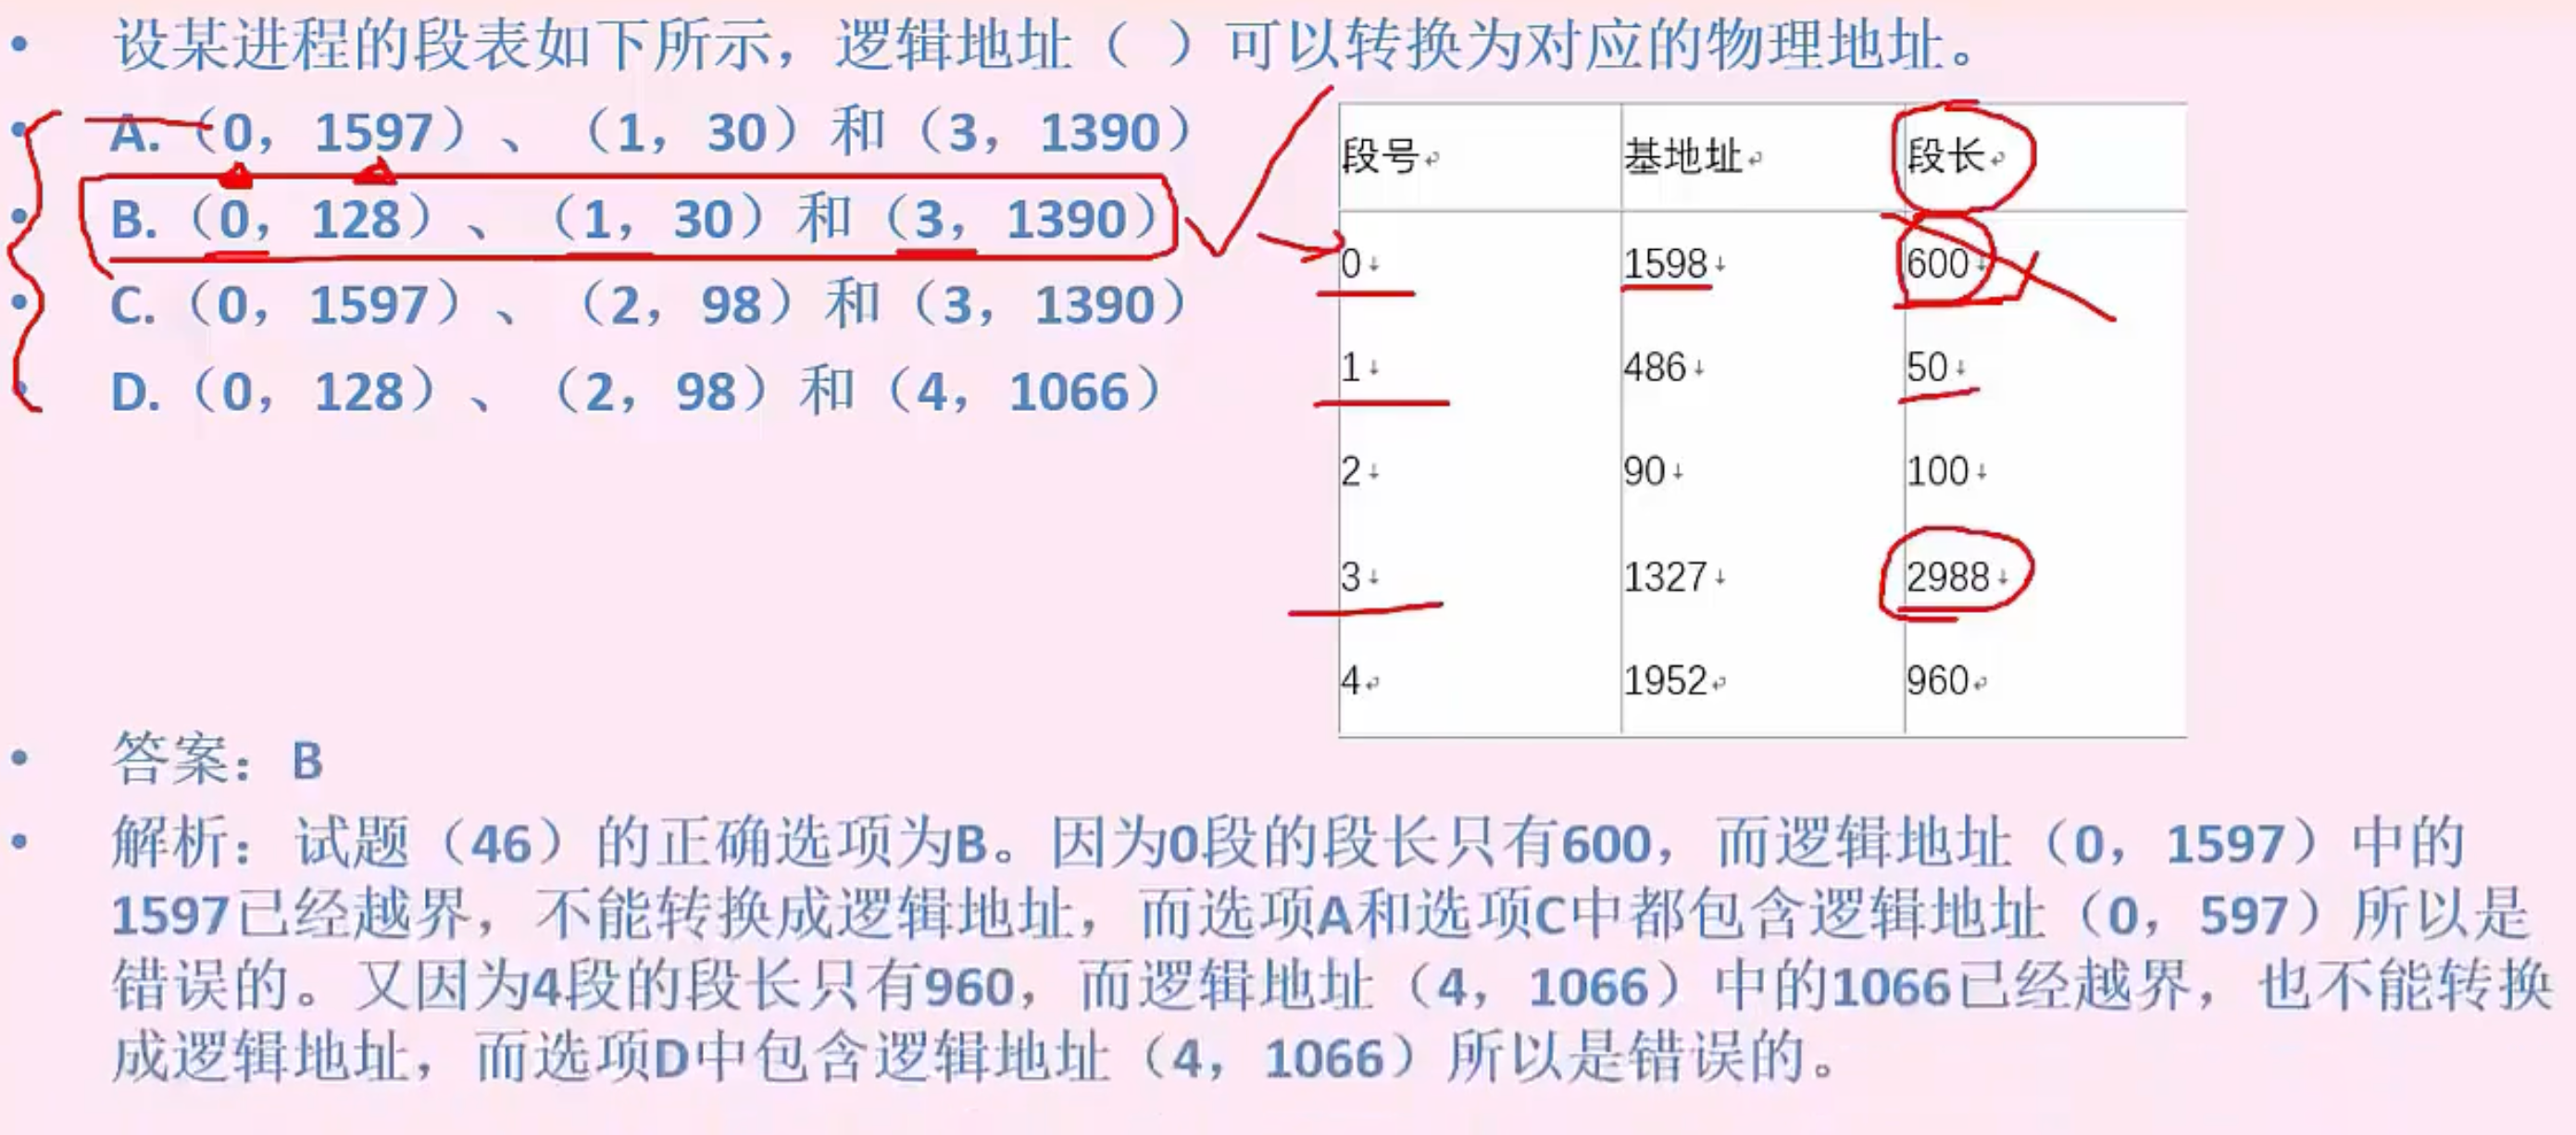 • 设某进程的段表如下所示，逻辑地址（ ）可以转换为对应的物理地址。
• A.（0，1597）、（1，30）和（3，1390）
• B.（0，128）、（1，30）和（3，1390）
• C.（0，1597）、（2，98）和（3，1390）
• D.（0，128）、（2，98）和（4，1066）
段号 基地址 段长
0 1598 600
1 486 50
2 90 100
3 1327 2988
4 1952 960
• 答案：B
• 解析：试题（46）的正确选项为B。因为0段的段长只有600，而逻辑地址（0，1597）中的
1597已经越界，不能转换成逻辑地址，而选项A和选项C中都包含逻辑地址（0，597）所以是
错误的。又因为4段的段长只有960，而逻辑地址（4，1066）中的1066已经越界，也不能转换
成逻辑地址，而选项D中包含逻辑地址（4，1066）所以是错误的。